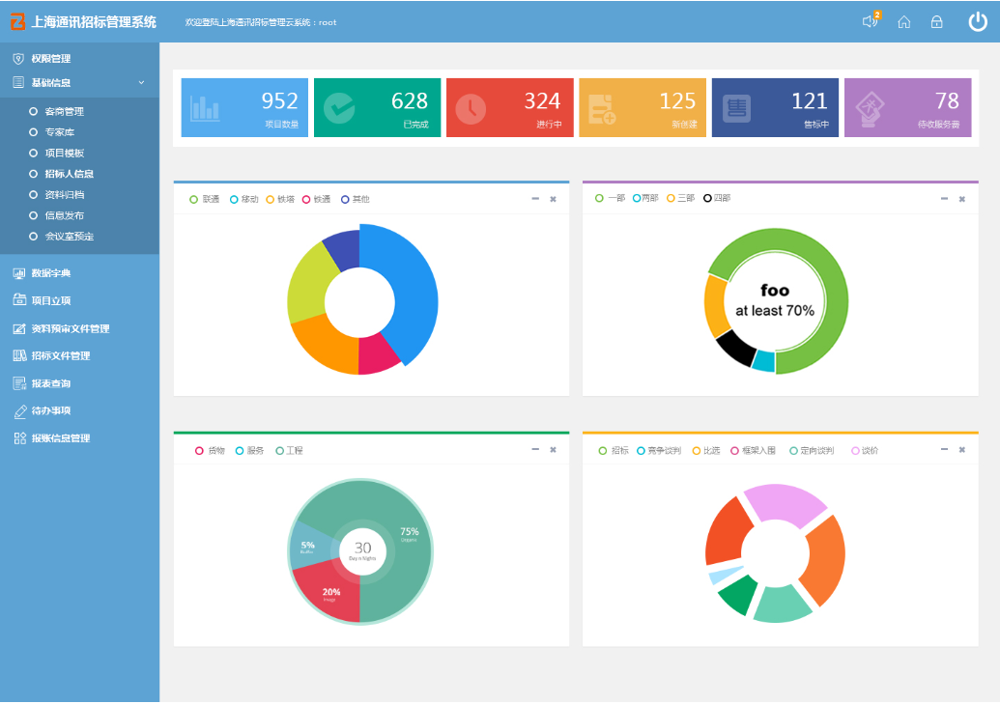 上海通讯招标管理系统
欢迎登陆上海通讯招标管理云系统：root
2
权限管理
基础信息
客商管理
专家库
项目模板
招标人信息
资料归档
信息发布
会议室预定
数据字典
项目立项
资料预审文件管理
招标文件管理
报表查询
待办事项
报账信息管理
952
项目数量
628
已完成
324
进行中
125
新创建
售
121
售标中
78
待收服务费
联通 移动 铁塔 铁通 其他
一部 两部 三部 四部
foo
at least 70%
货物 服务 工程
75%
5%
30
Day n Nights
20%
招标 竞争谈判 比选 框架入围 定向谈判 谈价